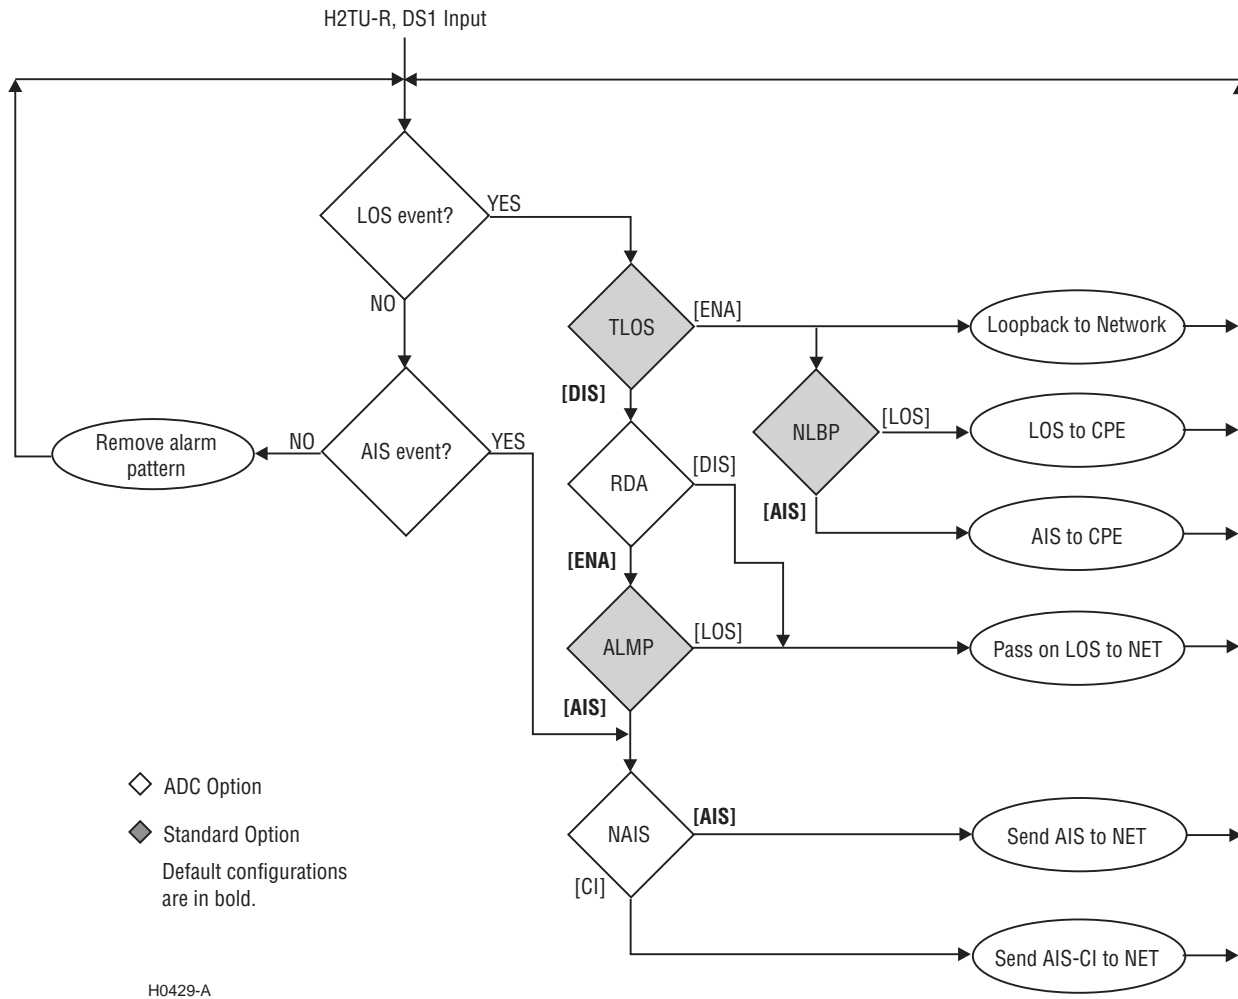 H2TU-R, DS1 Input
LOS event?
YES
NO
TLOS
[ENA]
Loopback to Network
[DIS]
NLBP
[LOS]
LOS to CPE
[AIS]
AIS to CPE
AIS event?
NO
YES
Remove alarm
pattern
RDA
[DIS]
[ENA]
ALMP
[LOS]
Pass on LOS to NET
[AIS]
NAIS
[AIS]
Send AIS to NET
[CI]
Send AIS-CI to NET
ADC Option
Standard Option
Default configurations
are in bold.
H0429-A